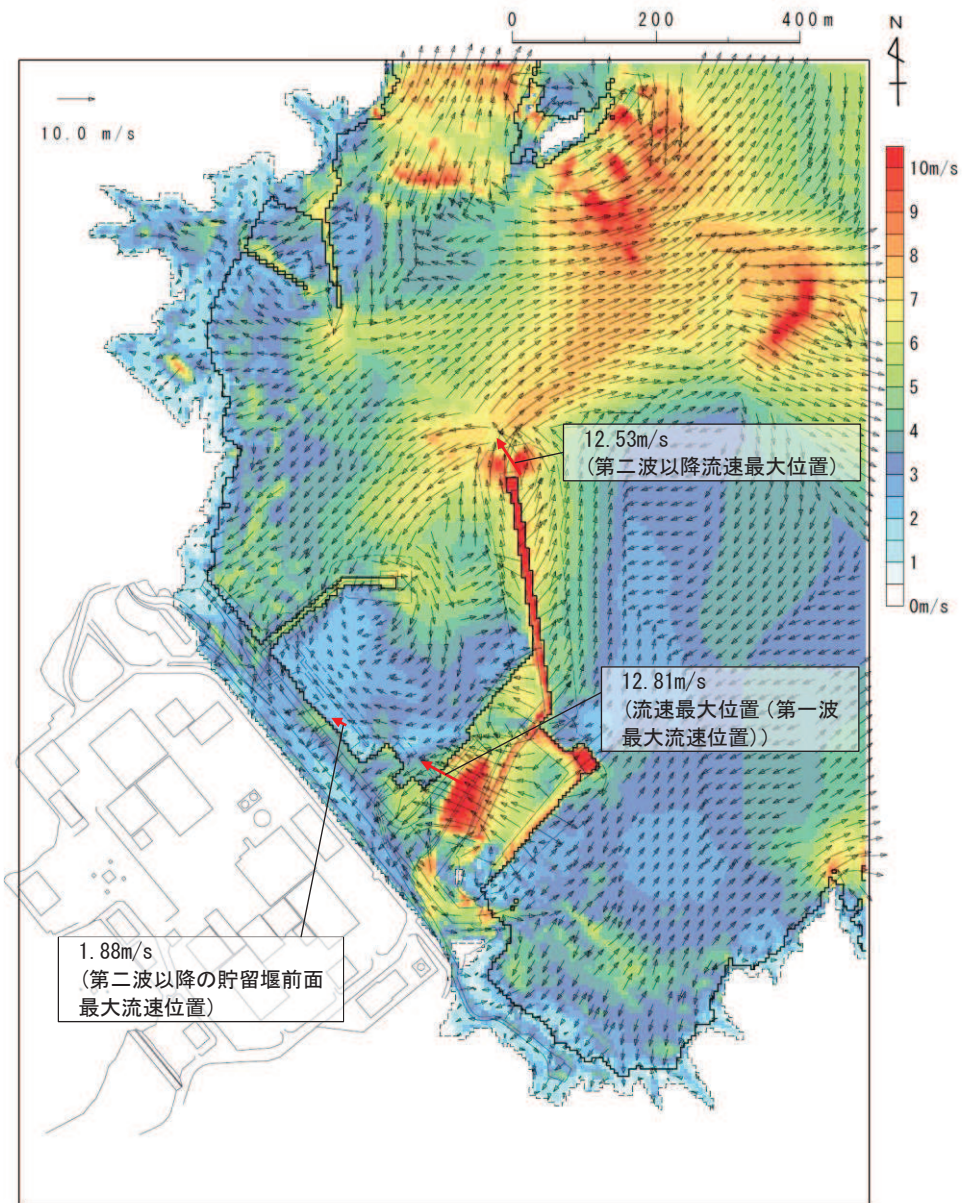 0 200 400m
N
10.0 m/s
10m/s
9
8
7
6
5
4
3
2
1
0m/s
12.53m/s
(第二波以降流速最大位置)
12.81m/s
(流速最大位置(第一波
最大流速位置))
1.88m/s
(第二波以降の貯留堰前面
最大流速位置)